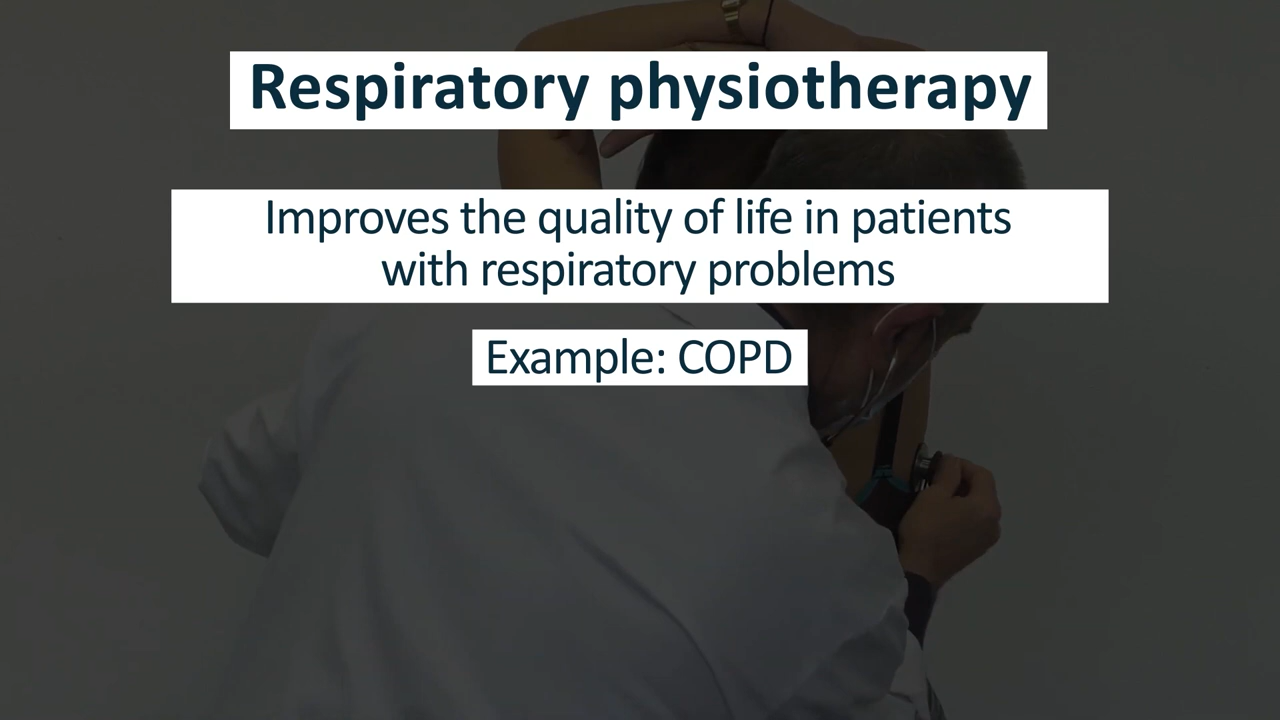 Respiratory physiotherapy
Improves the quality of life in patients
with respiratory problems
Example: COPD